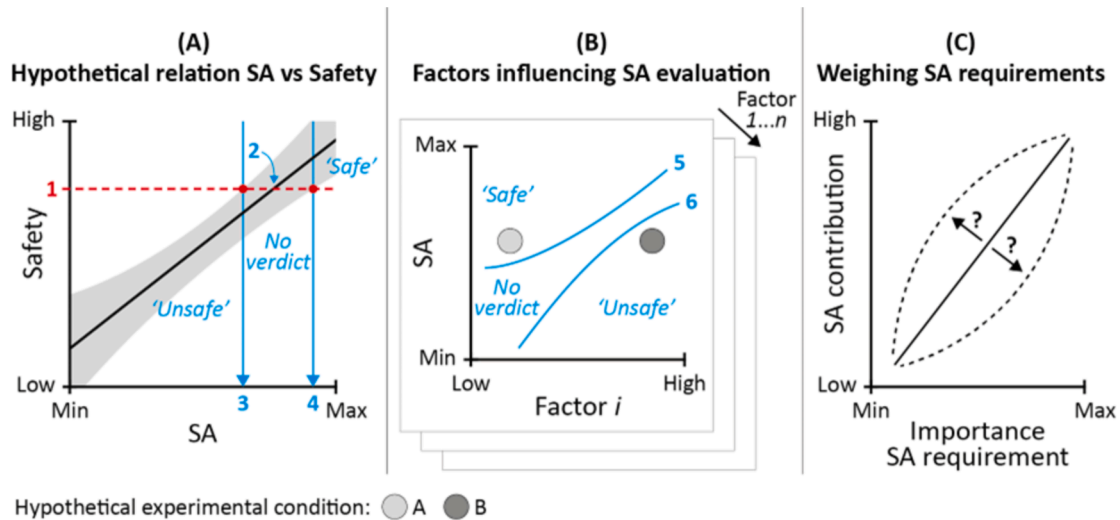 (A)
Hypothetical relation SA vs Safety
High
1
2
'Safe'
Safety
No
verdict
'Unsafe'
Low
Min
3
4
Max
SA
(B)
Factors influencing SA evaluation
Factor
1...n
Max
5
'Safe'
6
SA
No
verdict
'Unsafe'
Min
Low
High
Factor i
(C)
Weighing SA requirements
High
?
?
SA contribution
Low
Min
Max
Importance
SA requirement
Hypothetical experimental condition: A B